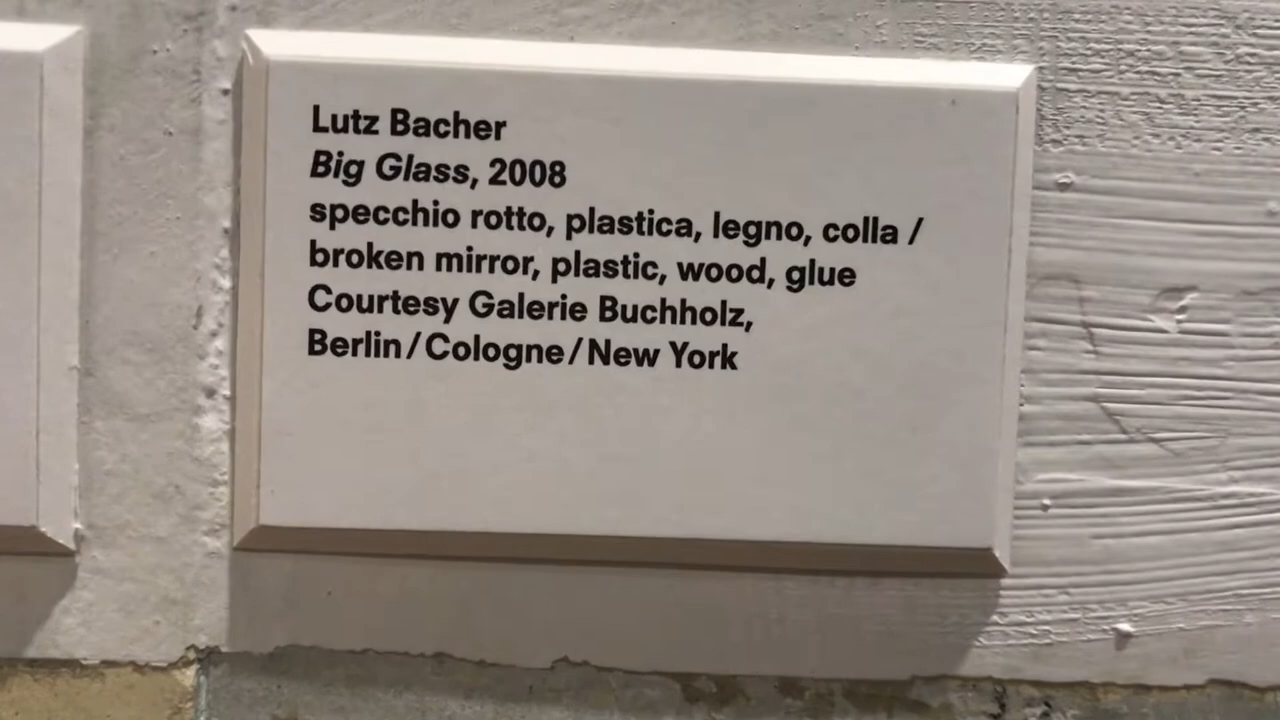 Lutz Bacher
Big Glass, 2008
specchio rotto, plastica, legno, colla /
broken mirror, plastic, wood, glue
Courtesy Galerie Buchholz,
Berlin / Cologne / New York